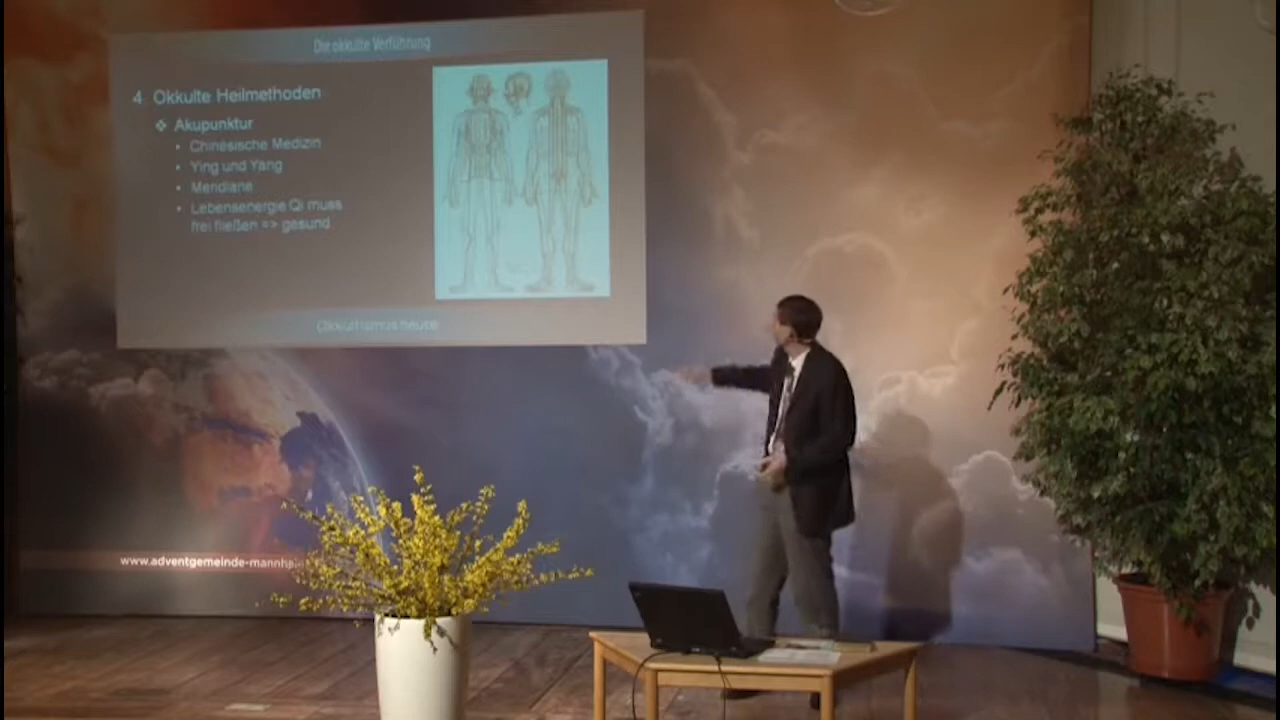 Die okkulte Verführung
4 Okkulte Heilmethoden
❖ Akupunktur
• Chinesische Medizin
• Ying und Yang
• Meridiane
• Lebensenergie Qi muss
frei fließen => gesund
Okkultismus heute
www.adventgemeinde-mannh